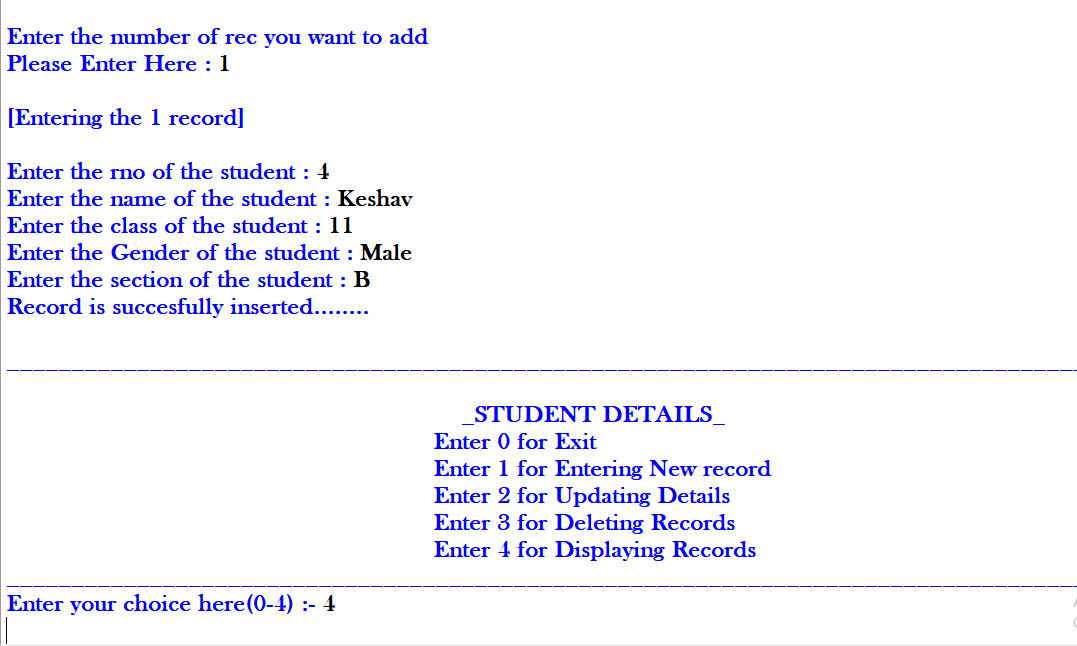 Enter the number of rec you want to add
Please Enter Here : 1
[Entering the 1 record]
Enter the rno of the student : 4
Enter the name of the student : Keshav
Enter the class of the student : 11
Enter the Gender of the student : Male
Enter the section of the student : B
Record is succesfully inserted........
_STUDENT DETAILS_
Enter 0 for Exit
Enter 1 for Entering New record
Enter 2 for Updating Details
Enter 3 for Deleting Records
Enter 4 for Displaying Records
Enter your choice here(0-4) :- 4